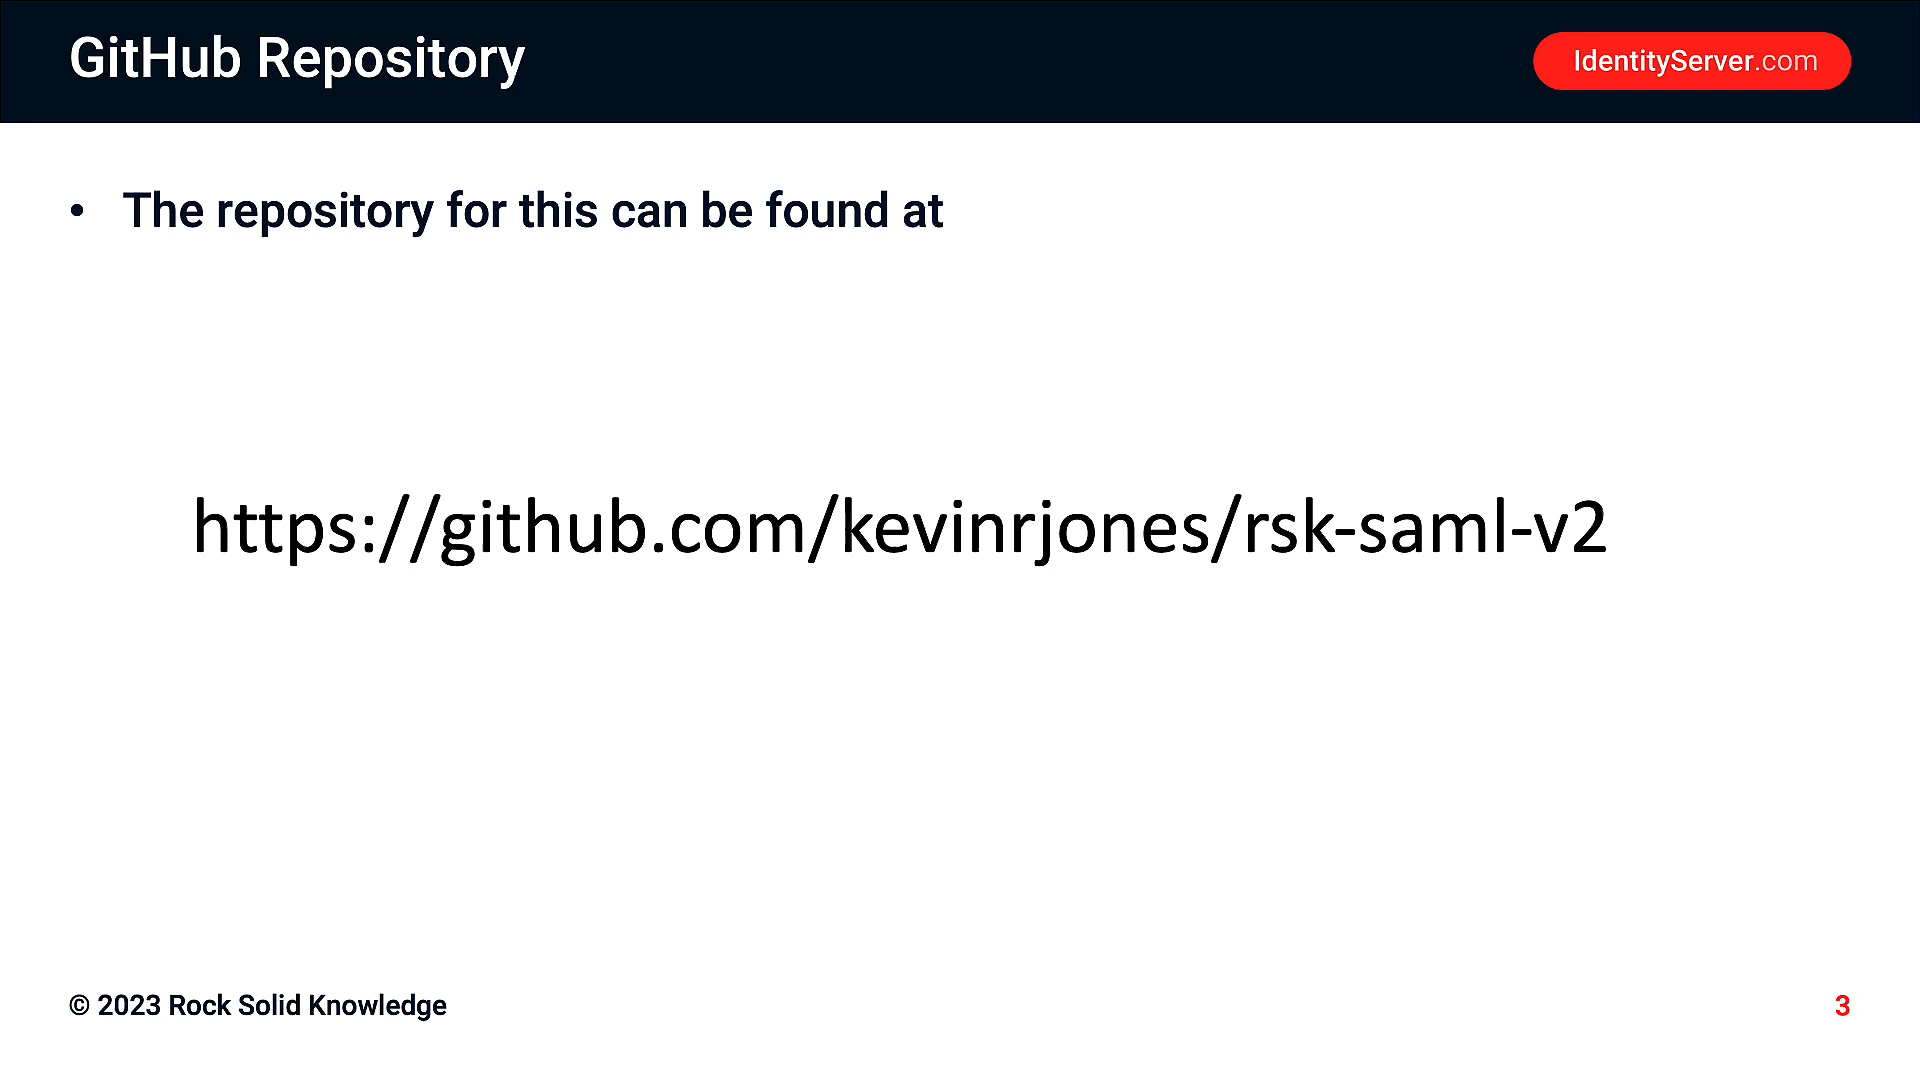 GitHub Repository
IdentityServer.com
• The repository for this can be found at
https://github.com/kevinrjones/rsk-saml-v2
© 2023 Rock Solid Knowledge
3